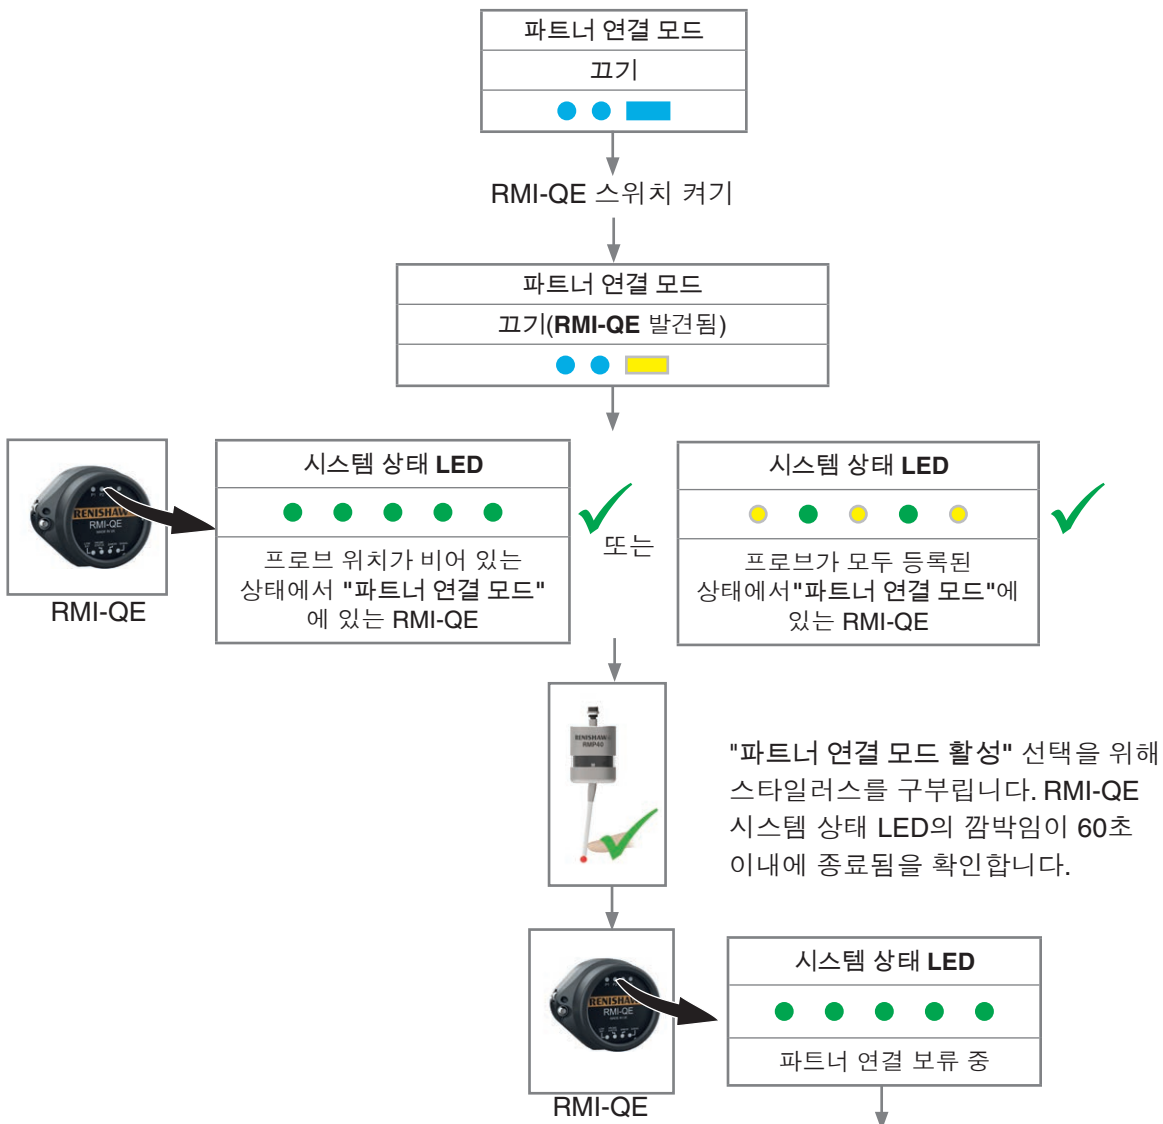 파트너 연결 모드
끄기
RMI-QE 스위치 켜기
파트너 연결 모드
끄기(RMI-QE 발견됨)
RENISHAW
RMI-QE
RMI-QE
시스템 상태 LED
프로브 위치가 비어 있는
상태에서 "파트너 연결 모드"
에 있는 RMI-QE
또는
시스템 상태 LED
프로브가 모두 등록된
상태에서"파트너 연결 모드"에
있는 RMI-QE
RENISHAW
RMP40
"파트너 연결 모드 활성" 선택을 위해
스타일러스를 구부립니다. RMI-QE
시스템 상태 LED의 깜박임이 60초
이내에 종료됨을 확인합니다.
RENISHAW
RMI-QE
RMI-QE
시스템 상태 LED
파트너 연결 보류 중